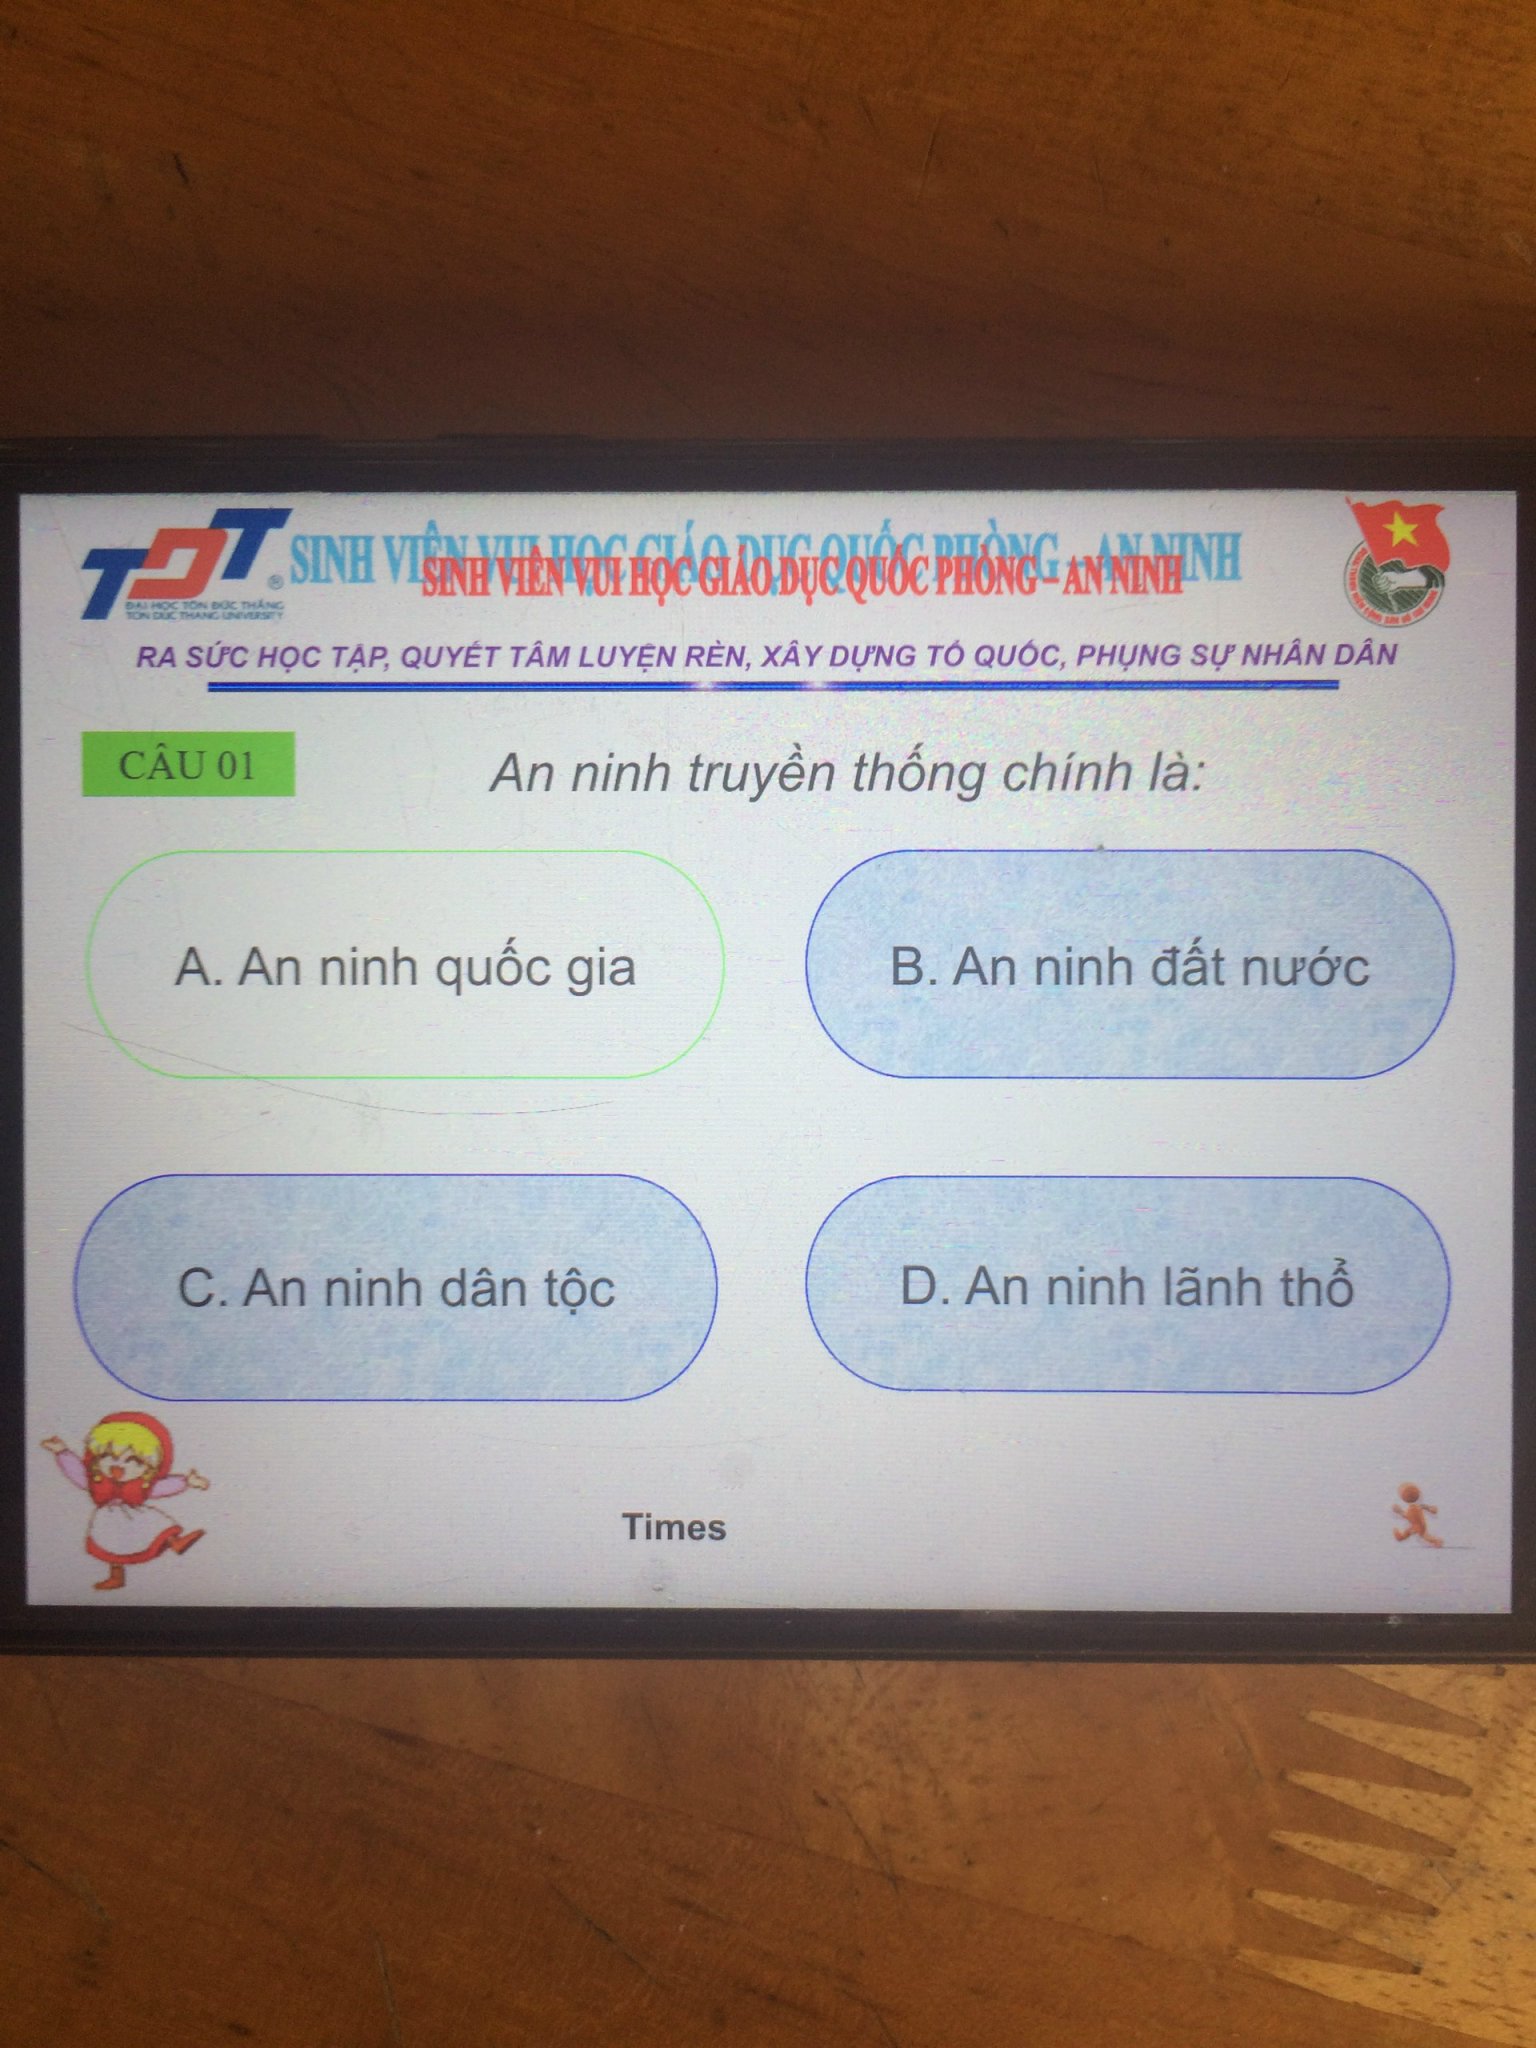 TDT ®
ĐẠI HỌC TÔN ĐỨC THẮNG
TON DUC THANG UNIVERSITY
SINH VIÊN VUI HỌC GIÁO DỤC QUỐC PHÒNG - AN NINH
SINH VIÊN VUI HỌC GIÁO DỤC QUỐC PHÒNG - AN NINH
RA SỨC HỌC TẬP, QUYẾT TÂM LUYỆN RÈN, XÂY DỰNG TỔ QUỐC, PHỤNG SỰ NHÂN DÂN
CÂU 01
An ninh truyền thống chính là:
A. An ninh quốc gia
B. An ninh đất nước
C. An ninh dân tộc
D. An ninh lãnh thổ
Times